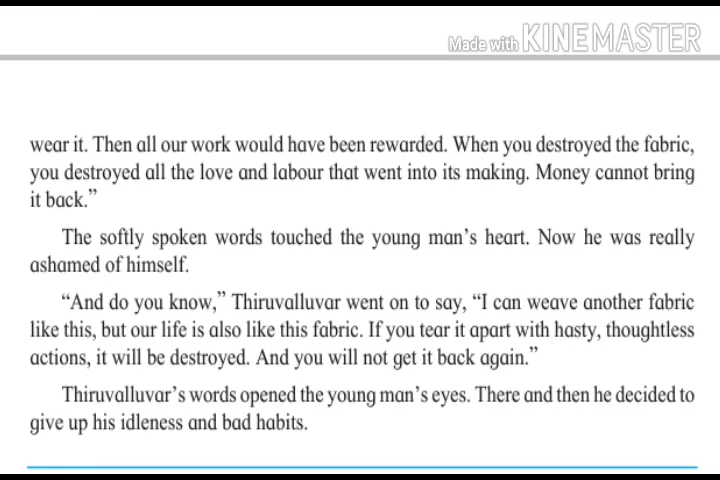 Made with KINEMASTER
wear it. Then all our work would have been rewarded. When you destroyed the fabric,
you destroyed all the love and labour that went into its making. Money cannot bring
it back.”
The softly spoken words touched the young man’s heart. Now he was really
ashamed of himself.
“And do you know,” Thiruvalluvar went on to say, “I can weave another fabric
like this, but our life is also like this fabric. If you tear it apart with hasty, thoughtless
actions, it will be destroyed. And you will not get it back again.”
Thiruvalluvar’s words opened the young man’s eyes. There and then he decided to
give up his idleness and bad habits.